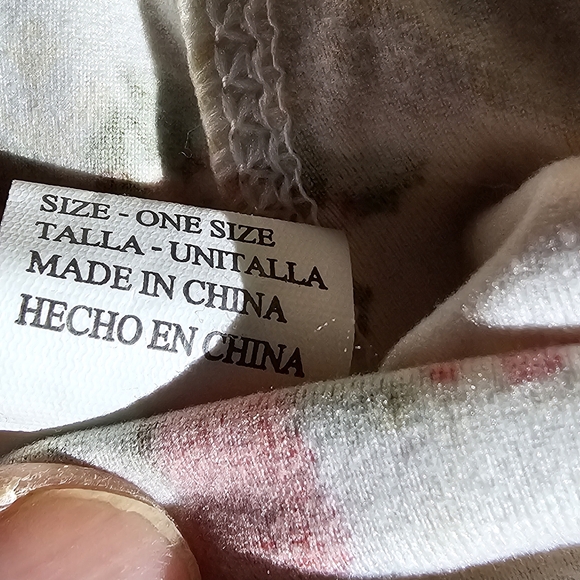 SIZE - ONE SIZE
TALLA - UNITALLA
MADE IN CHINA
HECHO EN CHINA